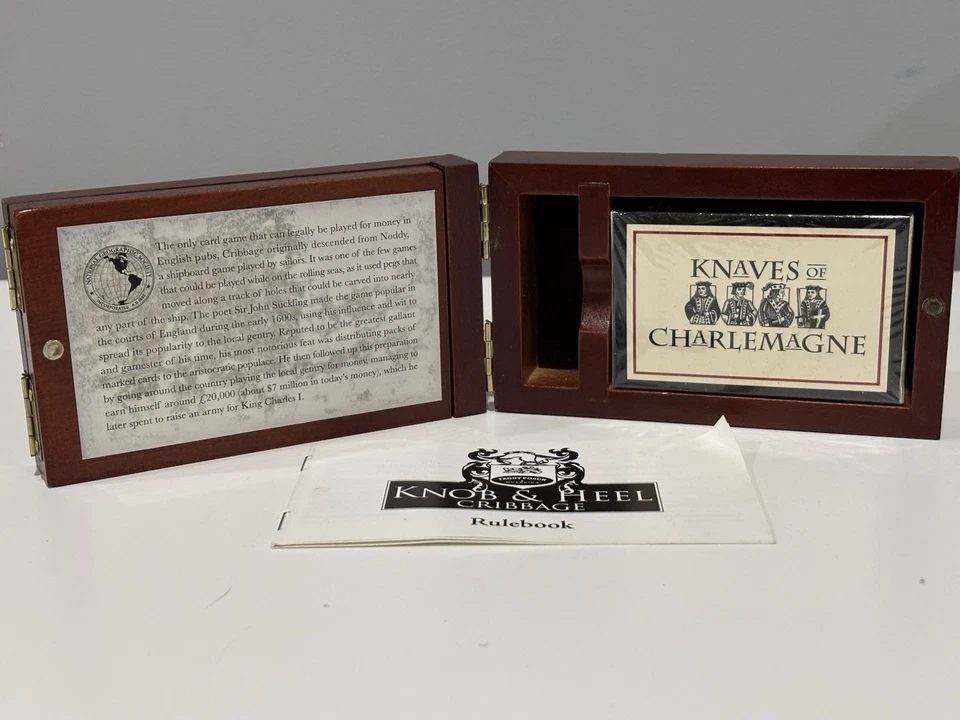 The only card game that can legally be played for money in
English pubs, Cribbage originally descended from Noddy,
a shipboard game played by sailors. It was one of the few games
that could be played while on the rolling seas, as it used pegs that
moved along a track of holes that could be carved into nearly
any part of the ship. The poet Sir John Suckling made the game popular in
the courts of England during the early 1600s, using his influence and wit to
spread its popularity to the local gentry. Reputed to be the greatest gallant
and gamester of his time, his most notorious feat was distributing packs of
marked cards to the aristocratic populace. He then followed up this preparation
by going around the country playing the local gentry for money, managing to
earn himself around £20,000 (about $7 million in today's money), which he
later spent to raise an army for King Charles I.
NATIONAL GEOGRAPHIC SOCIETY
INCORPORATED A.D. 1888
KNAVES OF
CHARLEMAGNE
FRONT PORCH
CLASSICS
KNOB & HEEL
CRIBBAGE
Rulebook